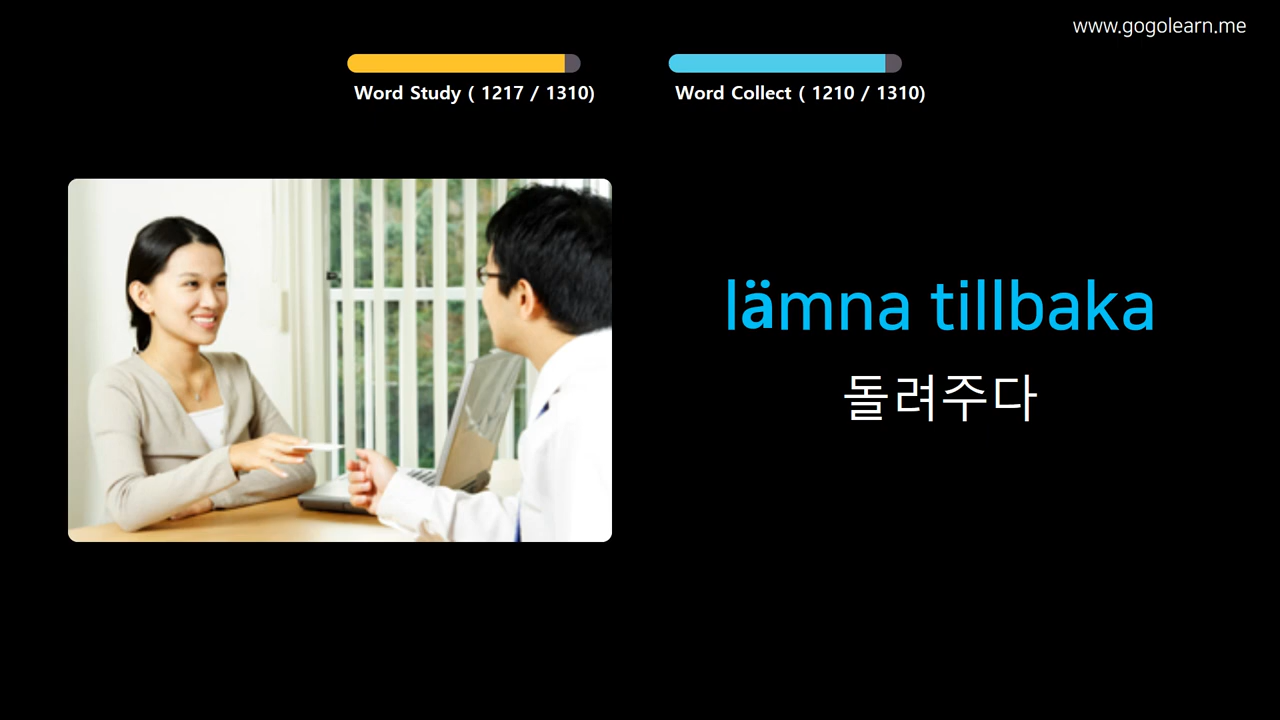 www.gogolearn.me
Word Study ( 1217 / 1310)
Word Collect ( 1210 / 1310)
lämna tillbaka
돌려주다